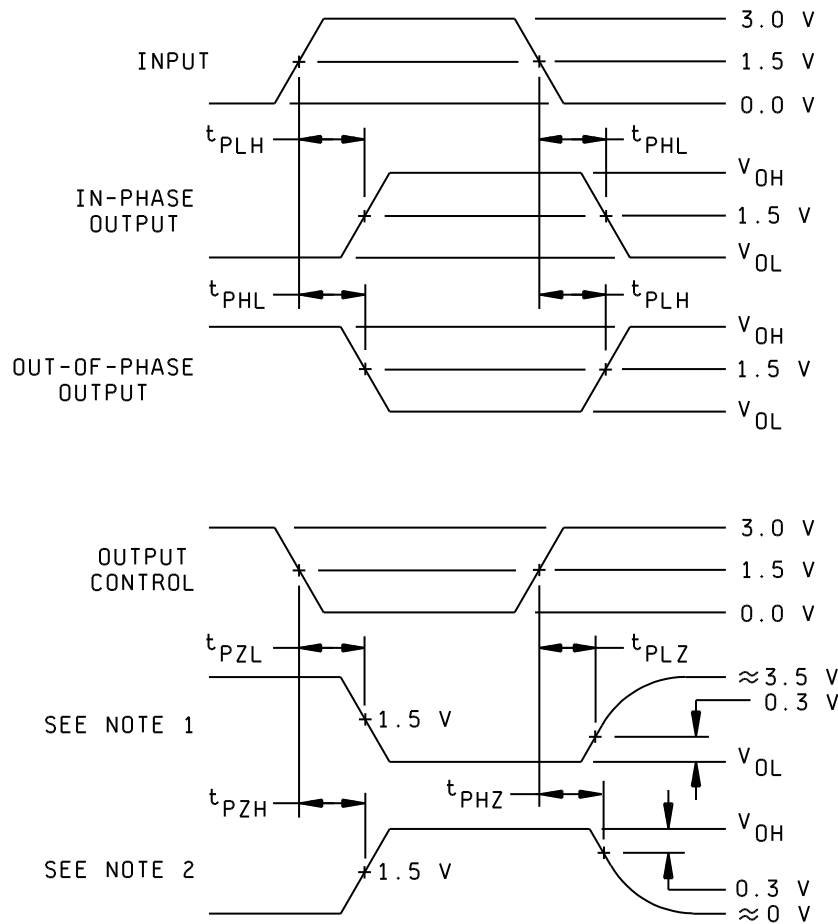 3.0 V
INPUT
1.5 V
0.0 V
tPLH
tPHL
VOH
IN-PHASE
OUTPUT
1.5 V
VOL
tPHL
tPLH
VOH
OUT-OF-PHASE
OUTPUT
1.5 V
VOL
3.0 V
OUTPUT
CONTROL
1.5 V
0.0 V
tPZL
tPLZ
≈3.5 V
0.3 V
SEE NOTE 1
1.5 V
VOL
tPZH
tPHZ
VOH
SEE NOTE 2
1.5 V
0.3 V
≈0 V